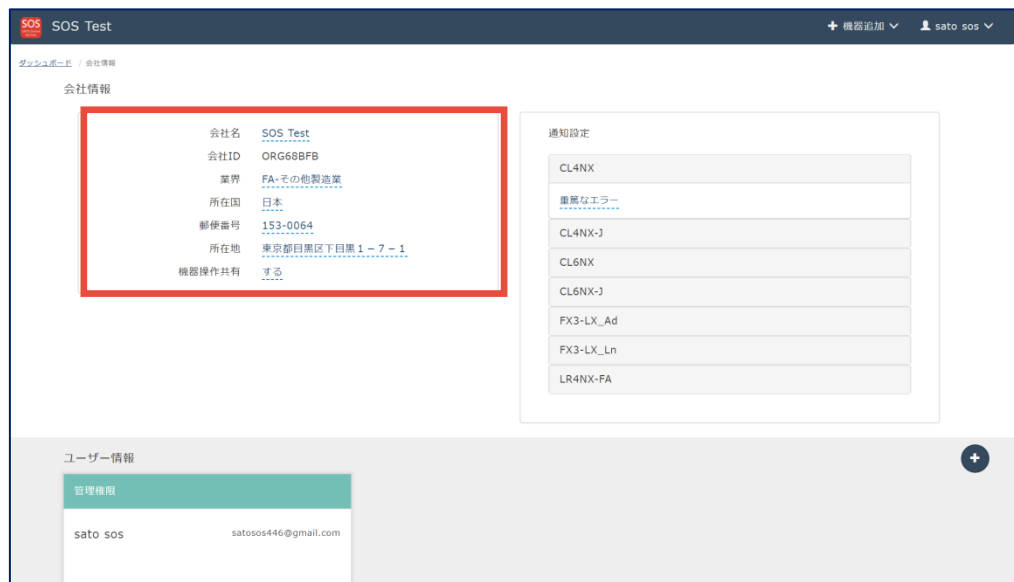 SOS
SOS Test
機器追加
sato sos
ダッシュボード / 会社情報
会社情報
会社名 SOS Test
会社ID ORG68BFB
業界 FA-その他製造業
所在国 日本
郵便番号 153-0064
所在地 東京都目黒区下目黒1-7-1
機器操作共有 する
通知設定
CL4NX
重篤なエラー
CL4NX-J
CL6NX
CL6NX-J
FX3-LX_Ad
FX3-LX_Ln
LR4NX-FA
ユーザー情報
管理権限
sato sos satosos446@gmail.com